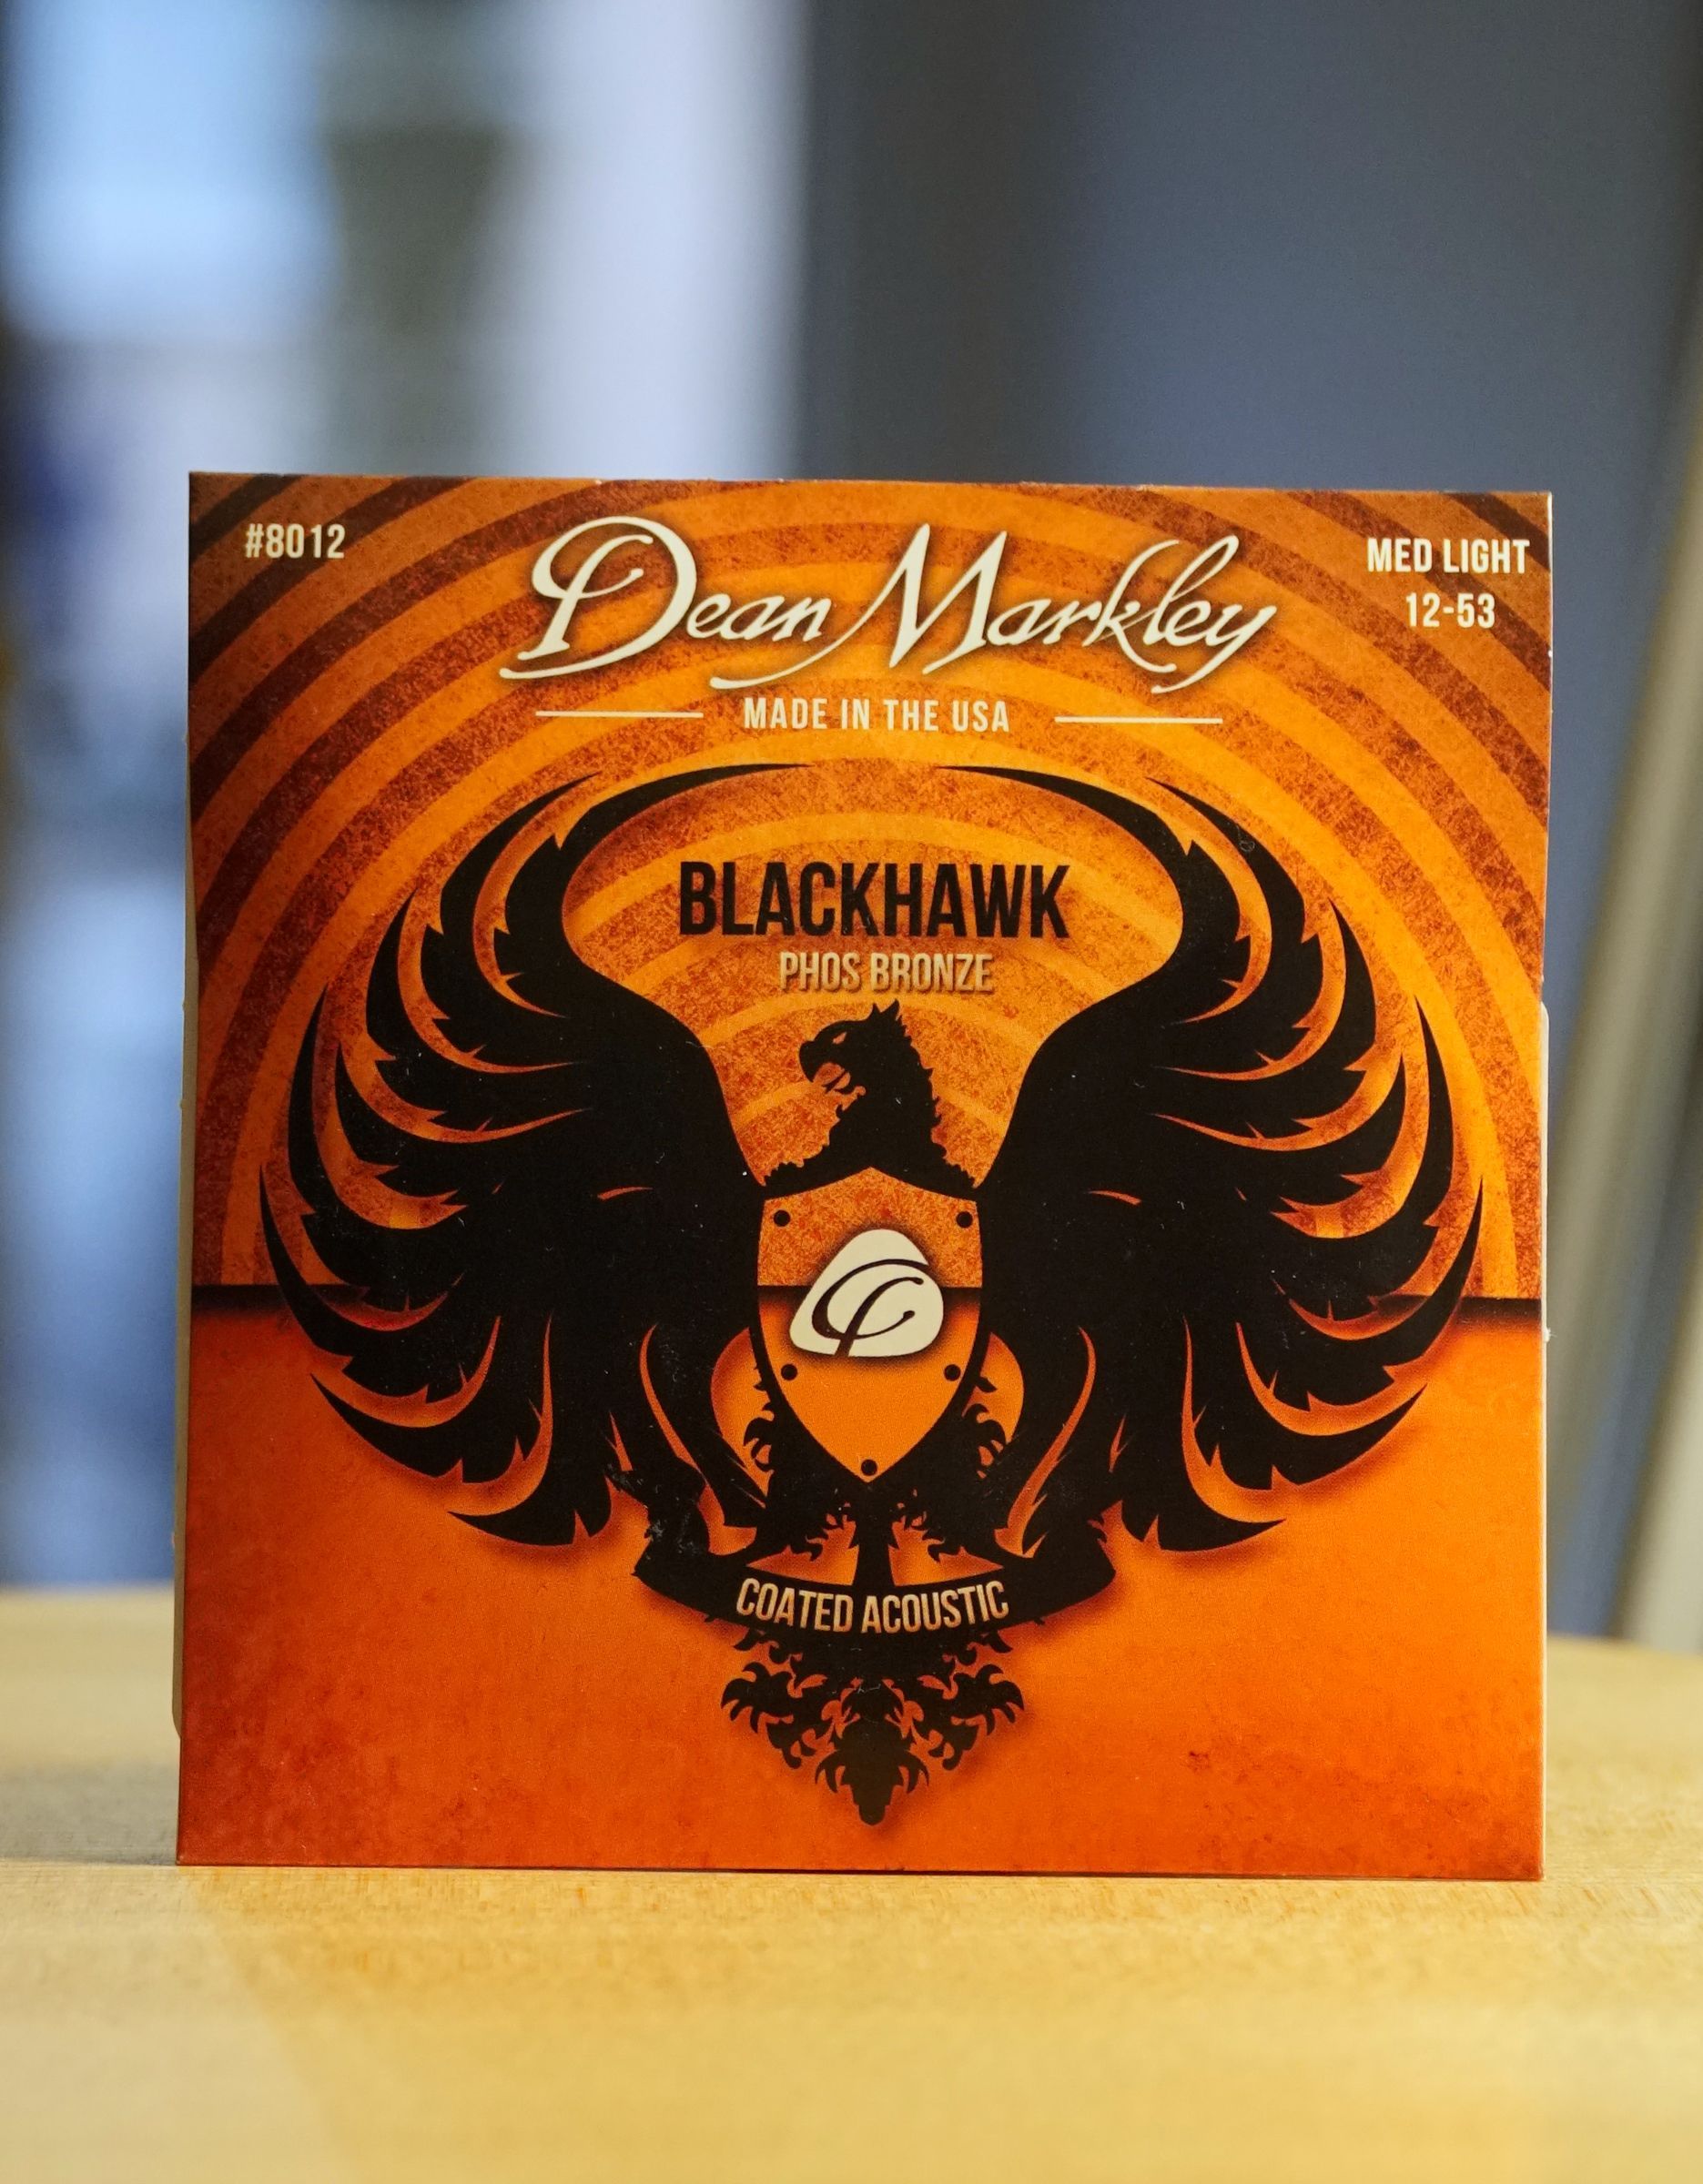 #8012
Dean Markley
MED LIGHT
12-53
MADE IN THE USA
BLACKHAWK
PHOS BRONZE
COATED ACOUSTIC